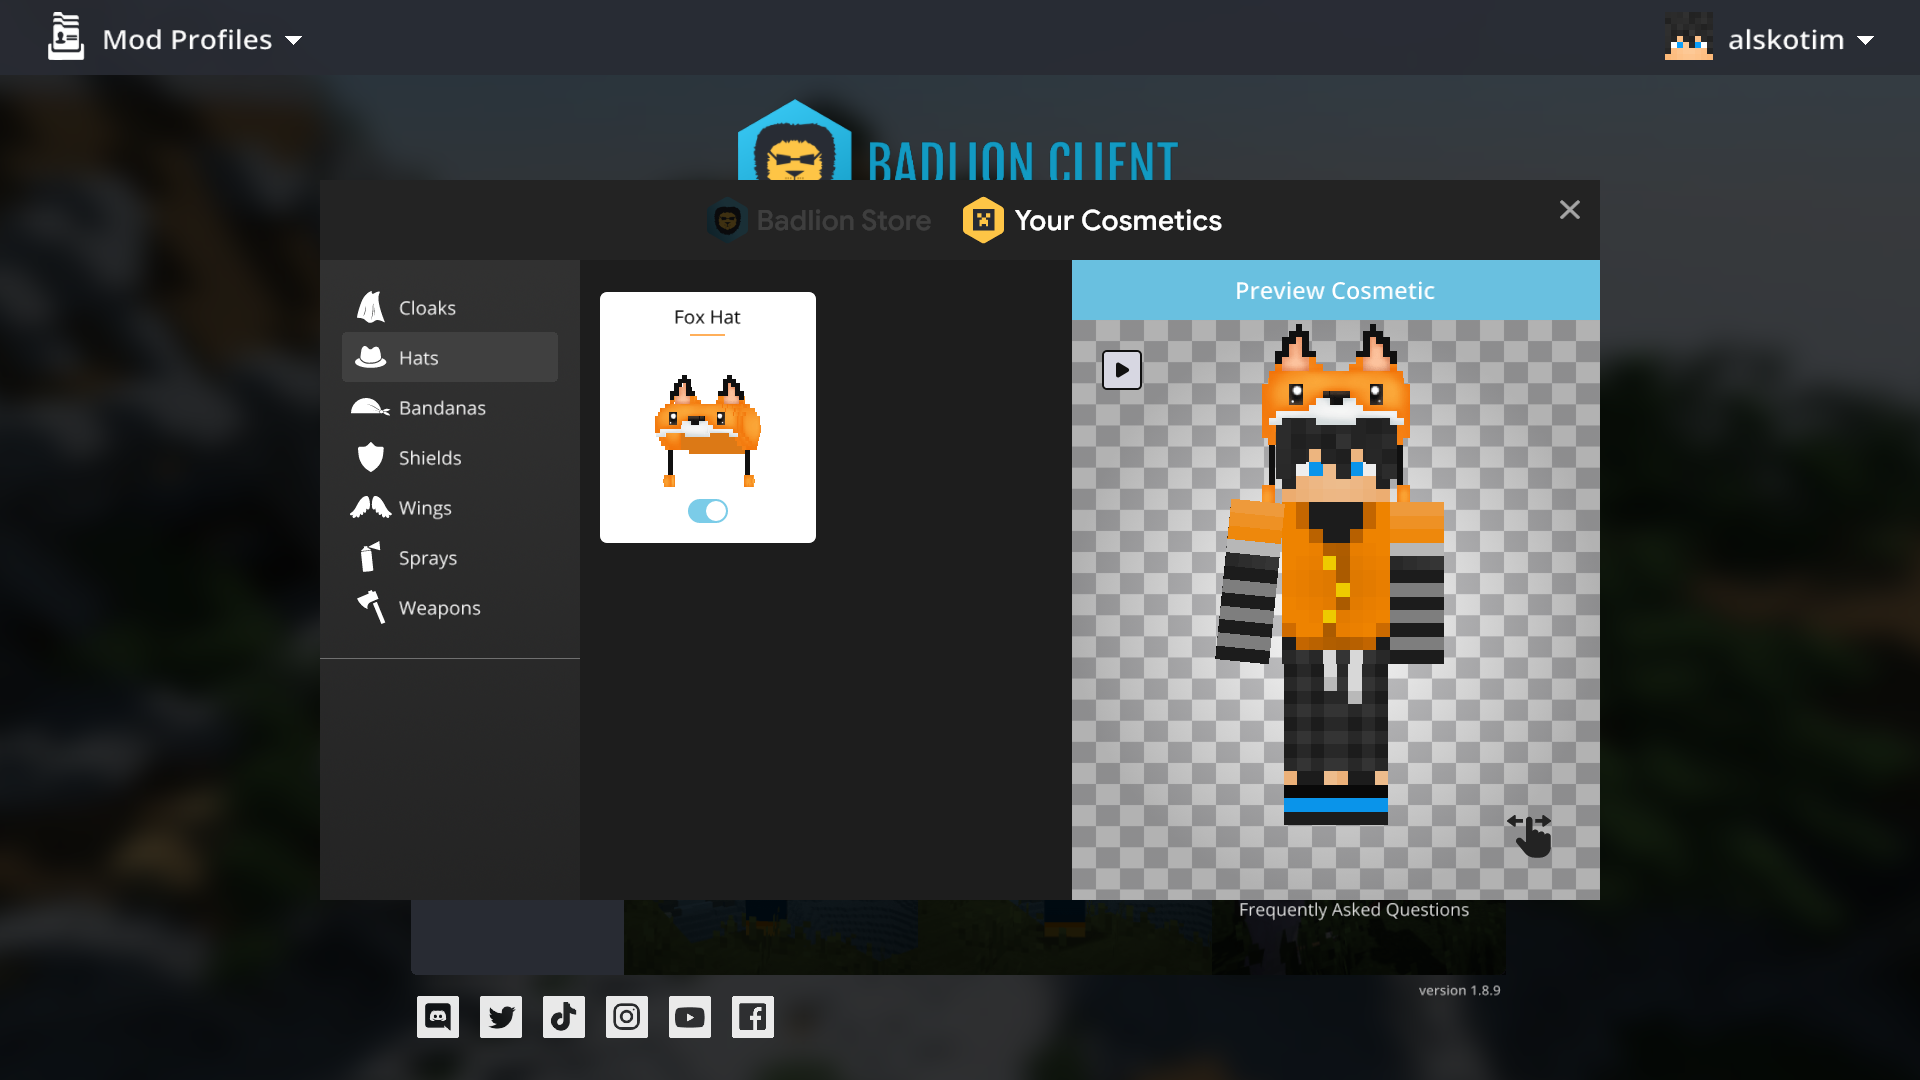 Mod Profiles
alskotim
BADLION CLIENT
Badlion Store
Your Cosmetics
Cloaks
Hats
Bandanas
Shields
Wings
Sprays
Weapons
Fox Hat
Preview Cosmetic
Frequently Asked Questions
version 1.8.9